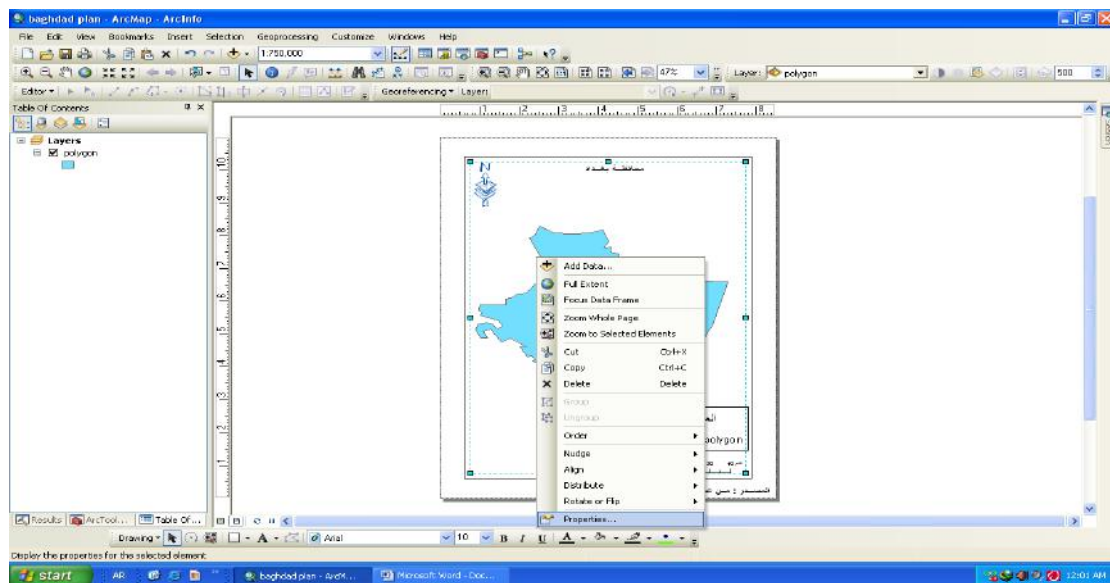 baghdad plan - ArcMap - ArcInfo
File Edit View Bookmarks Insert Selection Geoprocessing Customize Windows Help
1:750,000
47% Layer: polygon 500
Editor Georeferencing Layer:
Table Of Contents
Layers
polygon
N
Add Data...
Full Extent
Focus Data Frame
Zoom Whole Page
Zoom to Selected Elements
Cut Ctrl+X
Copy Ctrl+C
Delete Delete
Group
Ungroup
Order
Nudge
Align
Distribute
Rotate or Flip
Properties...
polygon
Results ArcTool... Table Of...
Drawing Arial 10 B I U A
Display the properties for the selected element
start AR baghdad plan - ArcM... Microsoft Word - Doc... 12:01 AM